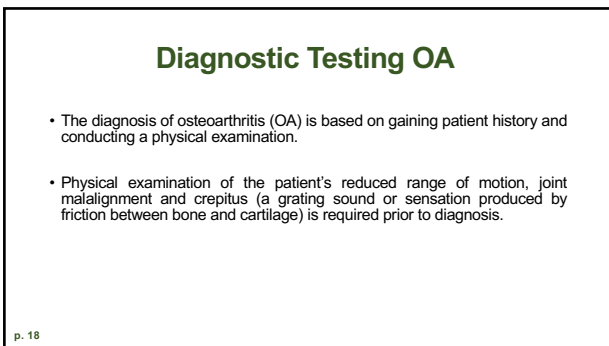 Diagnostic Testing OA
• The diagnosis of osteoarthritis (OA) is based on gaining patient history and
conducting a physical examination.
• Physical examination of the patient's reduced range of motion, joint
malalignment and crepitus (a grating sound or sensation produced by
friction between bone and cartilage) is required prior to diagnosis.
p. 18